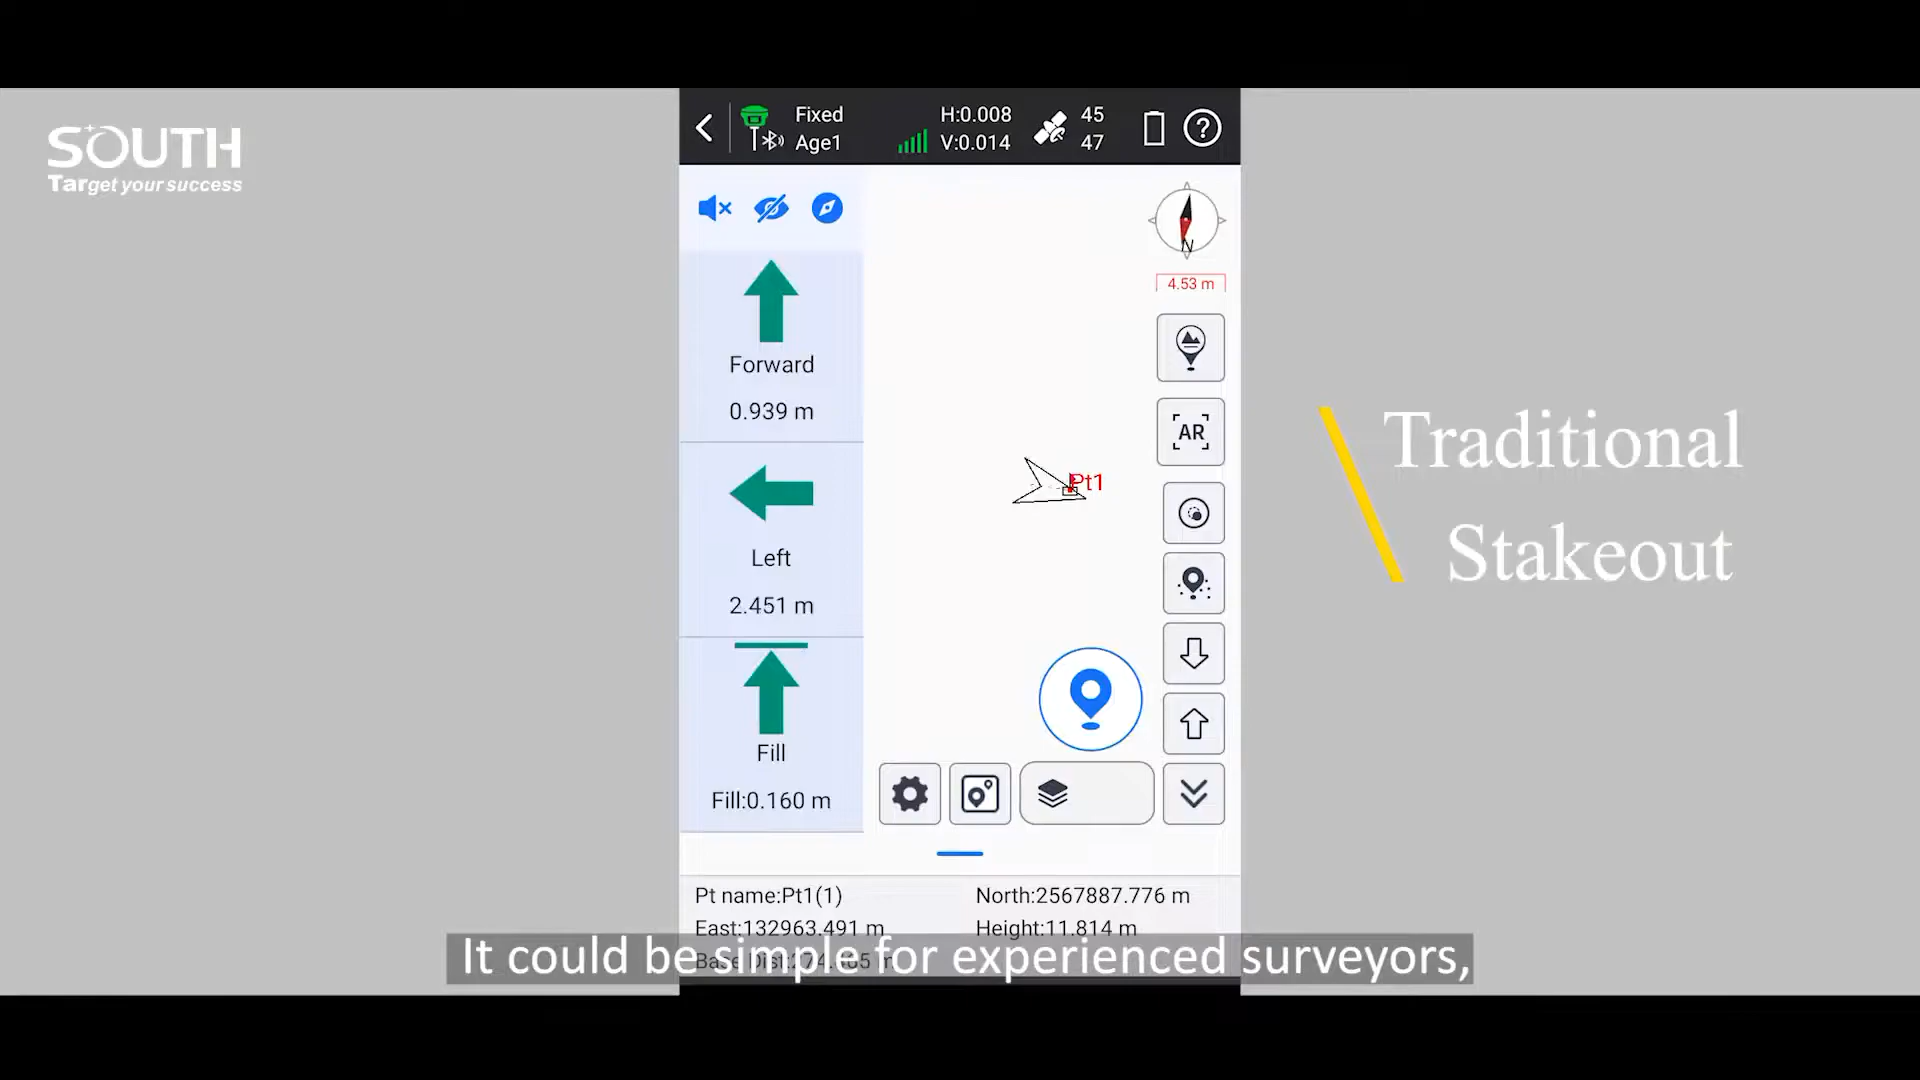 SOUTH
Target your success
Fixed
Age1
H:0.008
V:0.014
45
47
?
N
4.53 m
Forward
0.939 m
AR
Left
2.451 m
Pt1
Fill
Fill:0.160 m
Traditional
Stakeout
Pt name:Pt1(1)
North:2567887.776 m
East:132963.491 m
Height:11.814 m
It could be simple for experienced surveyors,